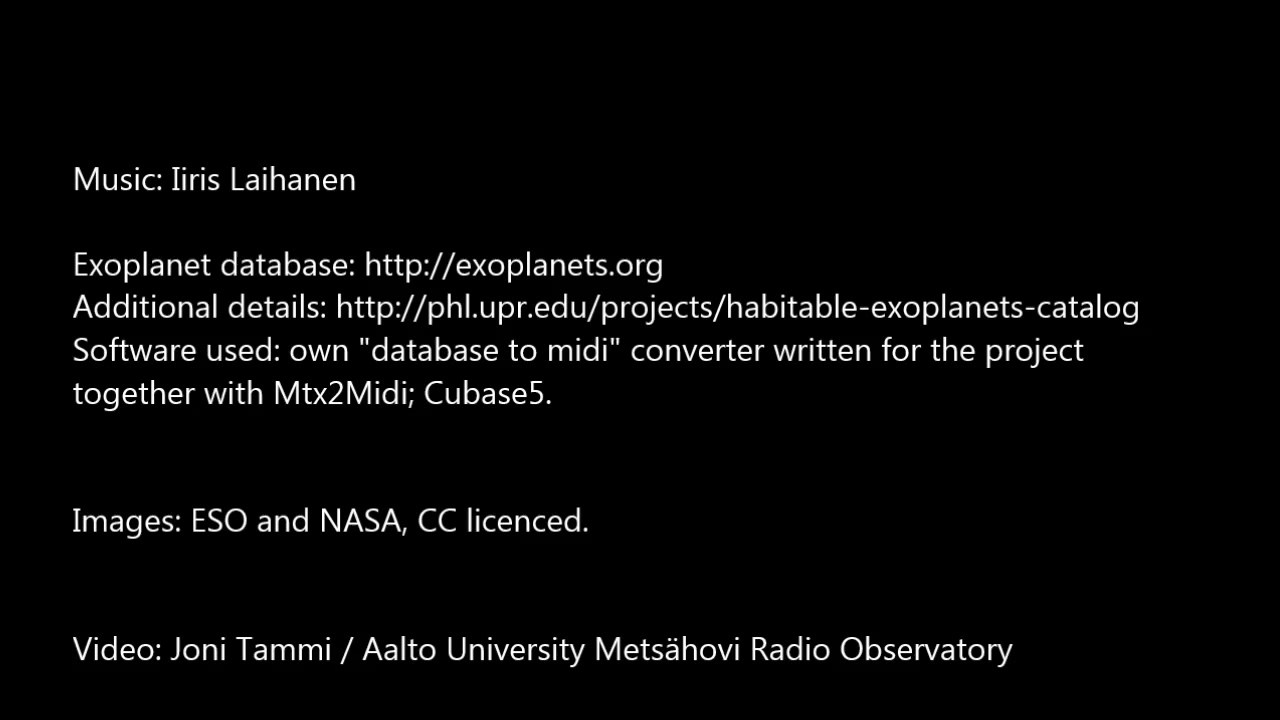 Music: Iiris Laihanen
Exoplanet database: http://exoplanets.org
Additional details: http://phl.upr.edu/projects/habitable-exoplanets-catalog
Software used: own "database to midi" converter written for the project
together with Mtx2Midi; Cubase5.
Images: ESO and NASA, CC licenced.
Video: Joni Tammi / Aalto University Metsähovi Radio Observatory